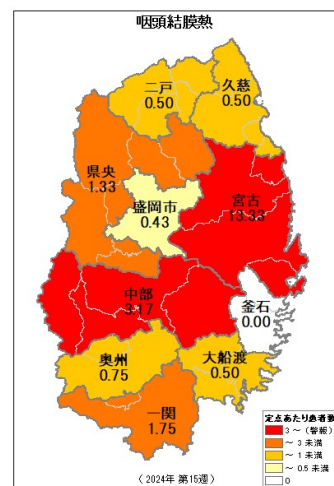 咽頭結膜熱
二戸
0.50
久慈
0.50
県央
1.33
盛岡市
0.43
宮古
13.33
中部
3.17
釜石
0.00
奥州
0.75
大船渡
0.50
一関
1.75
定点あたり患者数
3 ~ (警報)
~ 3 未満
~ 1 未満
~ 0.5 未満
0
(2024年 第15週)